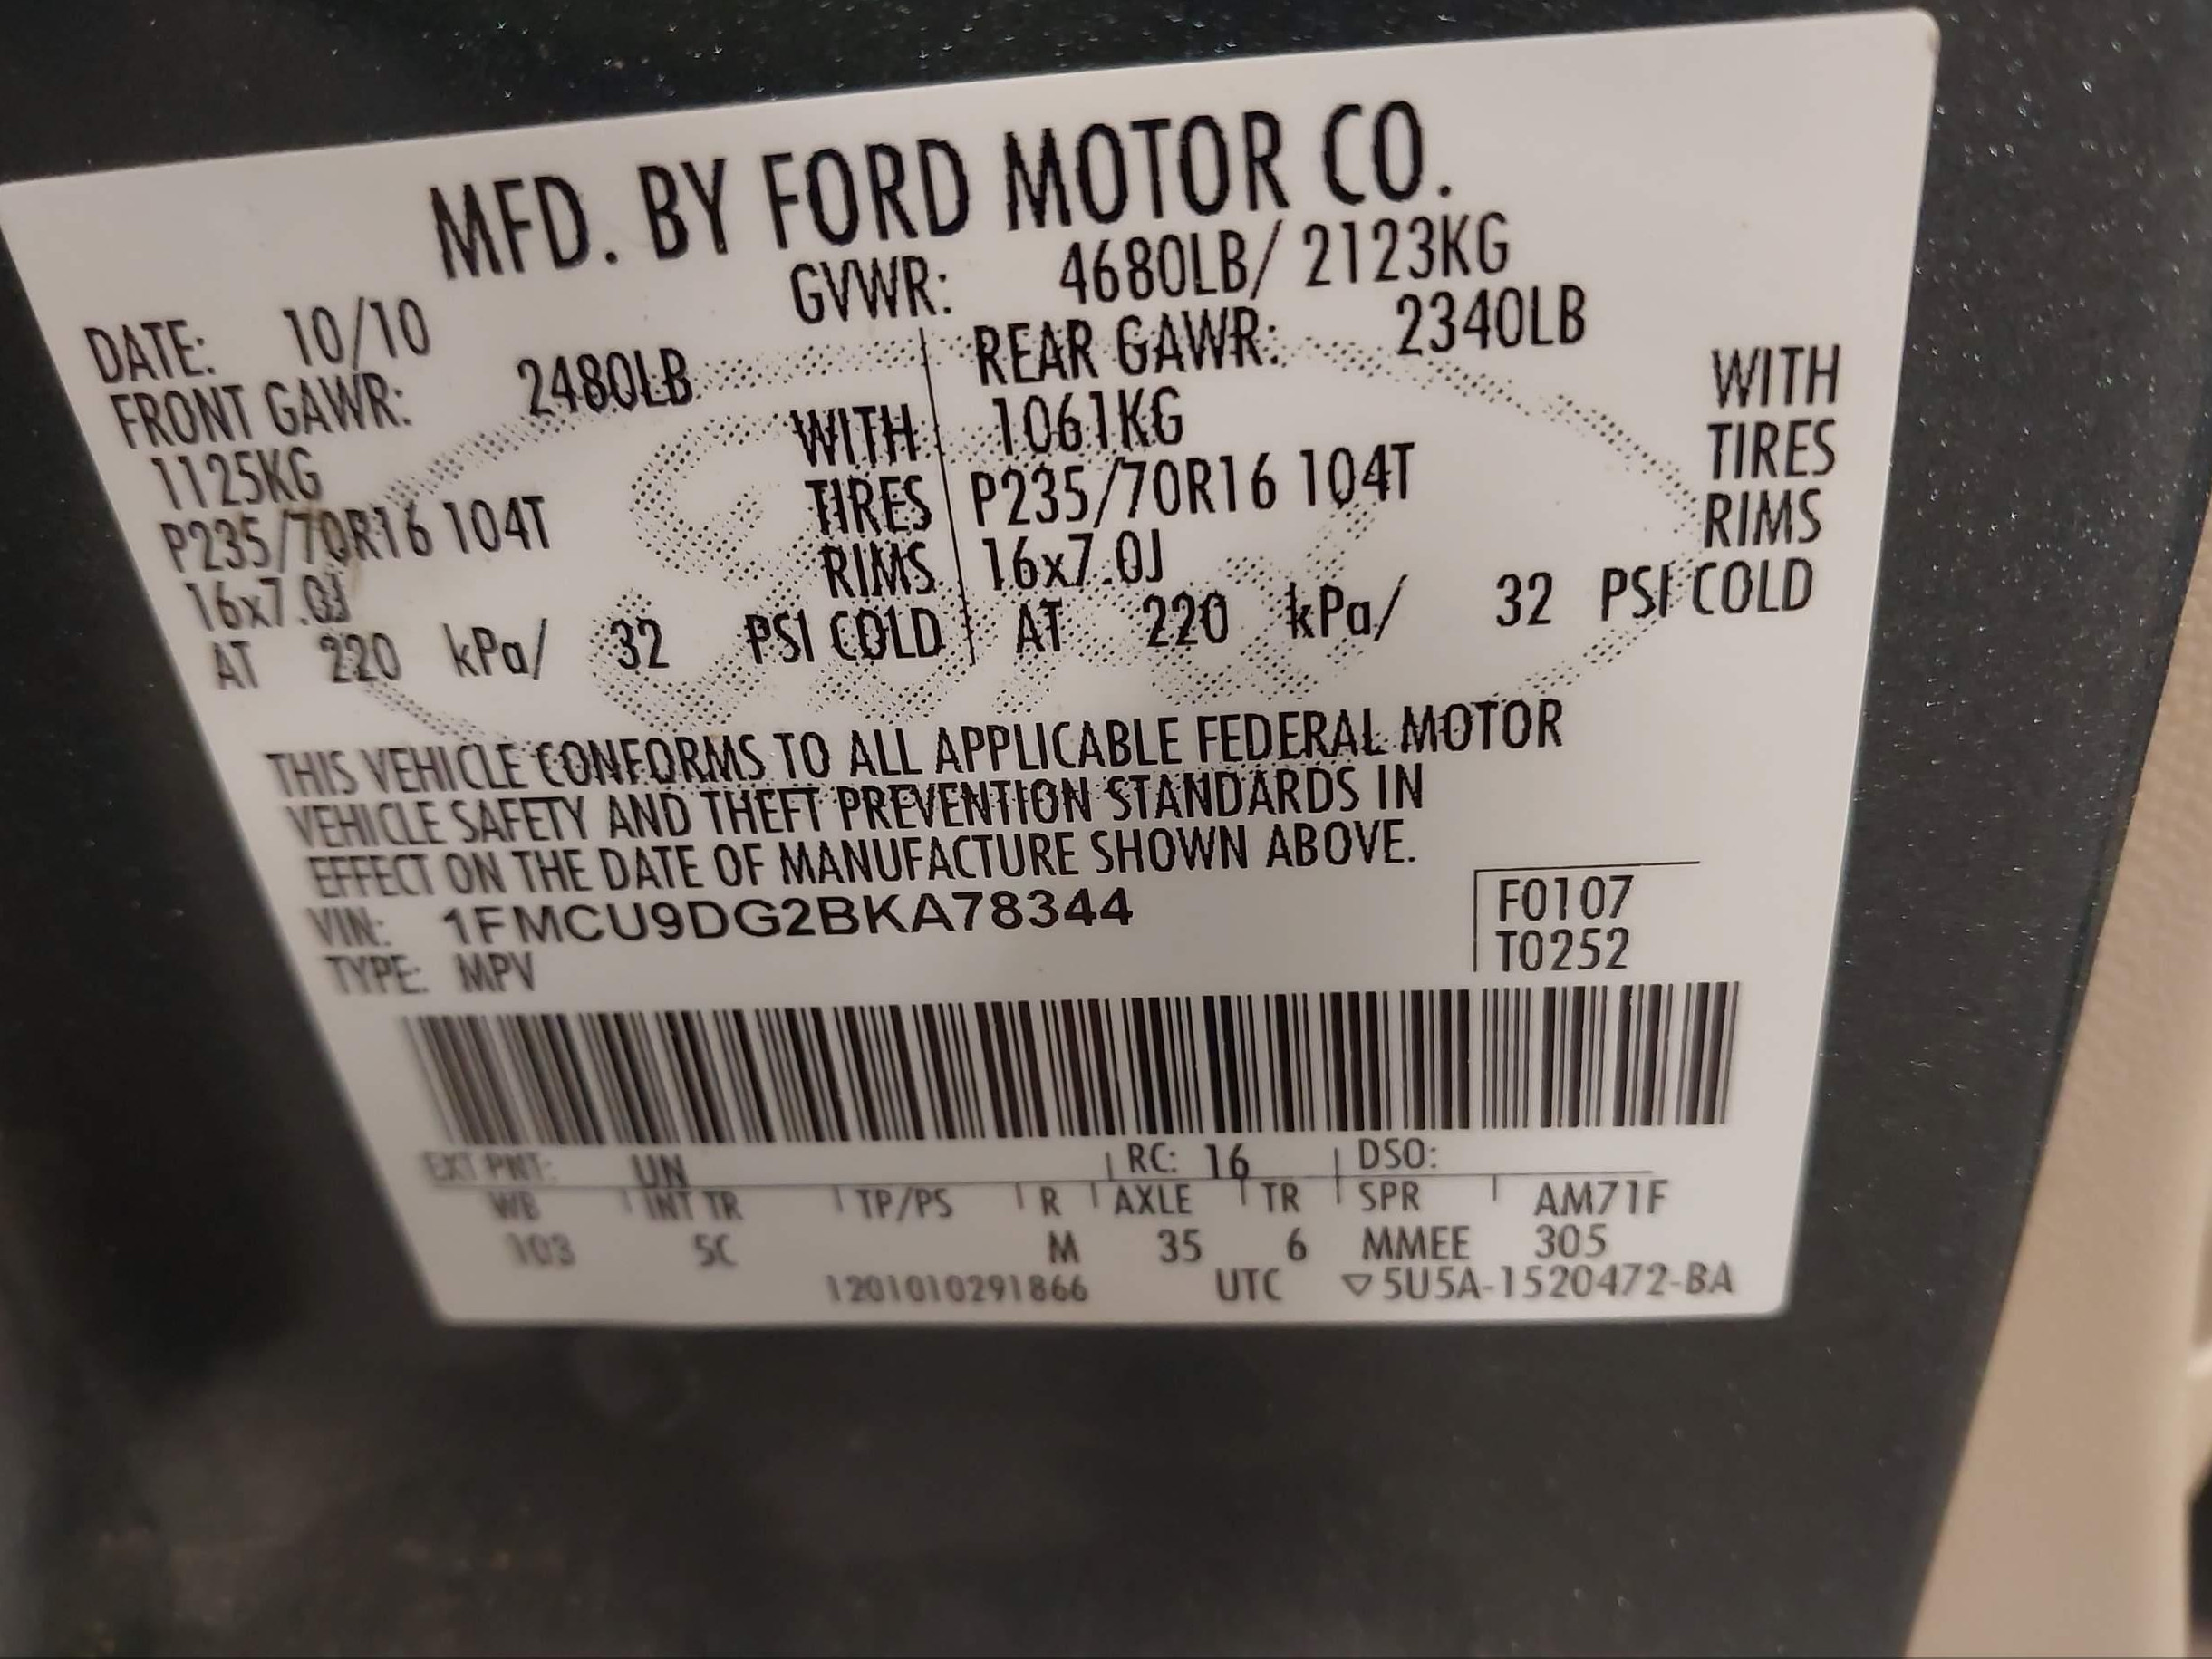 MFD. BY FORD MOTOR CO.
DATE: 10/10 GVWR: 4680LB/ 2123KG
FRONT GAWR: 2480LB REAR GAWR: 2340LB
1125KG WITH 1061KG WITH
P235/70R16 104T TIRES P235/70R16 104T TIRES
16x7.0J RIMS 16x7.0J RIMS
AT 220 kPa/ 32 PSI COLD AT 220 kPa/ 32 PSI COLD
THIS VEHICLE CONFORMS TO ALL APPLICABLE FEDERAL MOTOR
VEHICLE SAFETY AND THEFT PREVENTION STANDARDS IN
EFFECT ON THE DATE OF MANUFACTURE SHOWN ABOVE.
VIN: 1FMCU9DG2BKA78344 F0107
TYPE: MPV T0252
EXT PNT: UN RC: 16 DSO:
WB INT TR TP/PS R AXLE TR SPR AM71F
103 5C M 35 6 MMEE 305
1201010291866 UTC ▽5U5A-1520472-BA